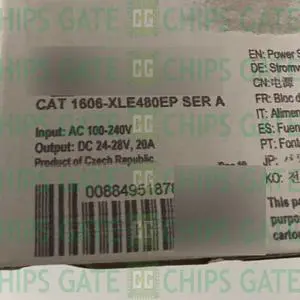 CHIPS GATE
CAT 1606-XLE480EP SER A
Input: AC 100-240V
Output: DC 24-28V, 20A
Product of Czech Republic
00884951878
EN: Power S
DE: Stromv
CN: 电源
FR: Bloc d
IT: Alimen
ES: Fuen
PT: Font
JP:
KO:
This pa
purpo
carto
CHIPS GATE